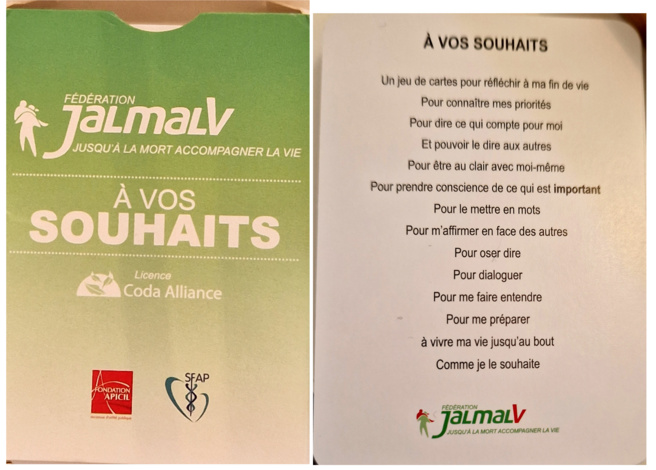 FÉDÉRATION
JALMALV
JUSQU'À LA MORT ACCOMPAGNER LA VIE
À VOS
SOUHAITS
Licence
Coda Alliance
FONDATION
APICIL
SFAP
À VOS SOUHAITS
Un jeu de cartes pour réfléchir à ma fin de vie
Pour connaître mes priorités
Pour dire ce qui compte pour moi
Et pouvoir le dire aux autres
Pour être au clair avec moi-même
Pour prendre conscience de ce qui est important
Pour le mettre en mots
Pour m'affirmer en face des autres
Pour oser dire
Pour dialoguer
Pour me faire entendre
Pour me préparer
à vivre ma vie jusqu'au bout
Comme je le souhaite
FÉDÉRATION
JALMALV
JUSQU'À LA MORT ACCOMPAGNER LA VIE